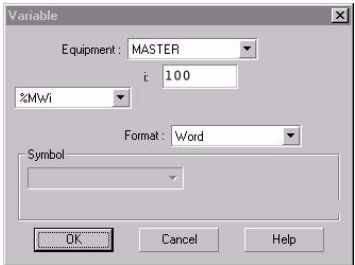 Variable
Equipment : MASTER
i: 100
%MWi
Format : Word
Symbol
OK Cancel Help